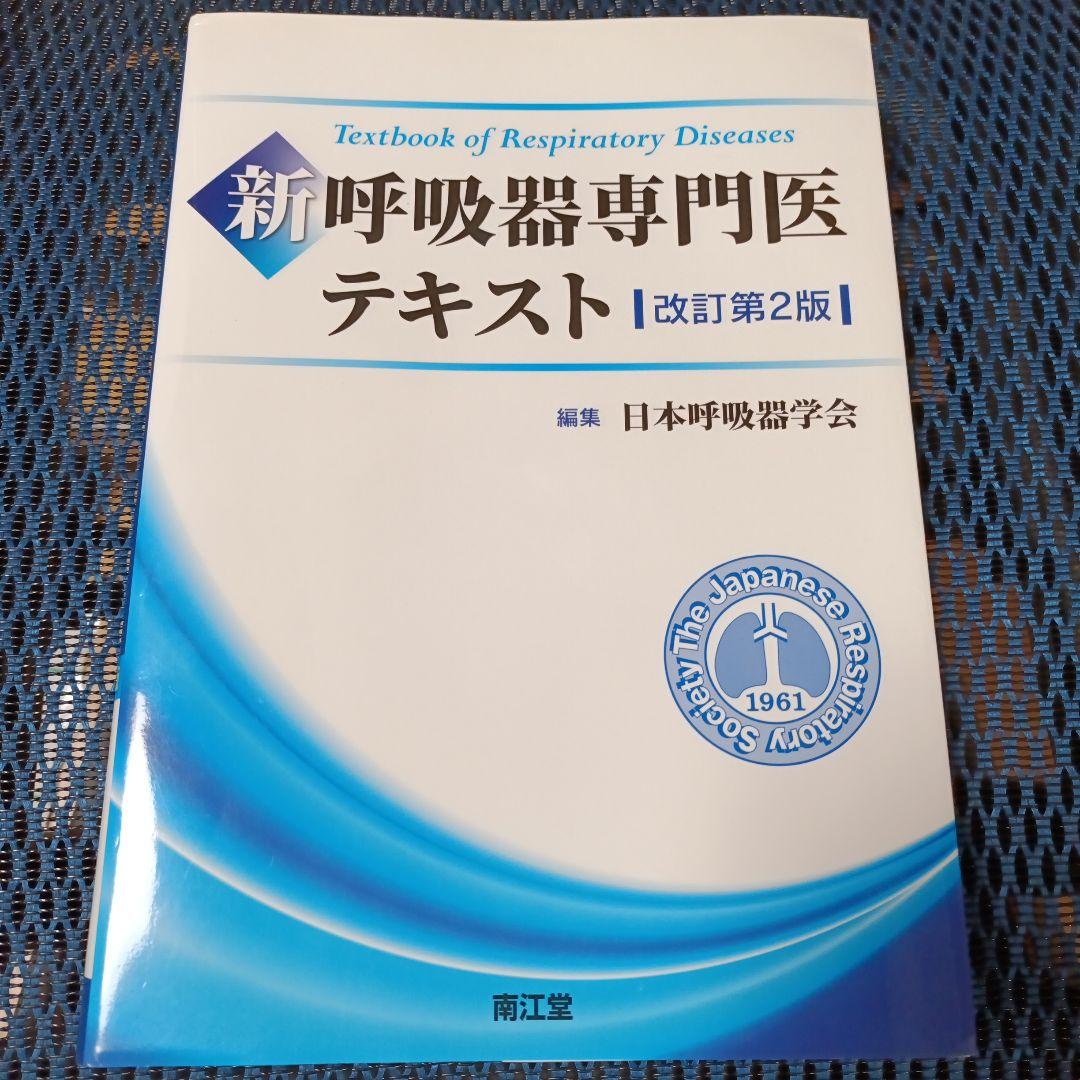 Textbook of Respiratory Diseases
新呼吸器専門医
テキスト 改訂第2版
編集 日本呼吸器学会
The Japanese Respiratory Society
1961
南江堂